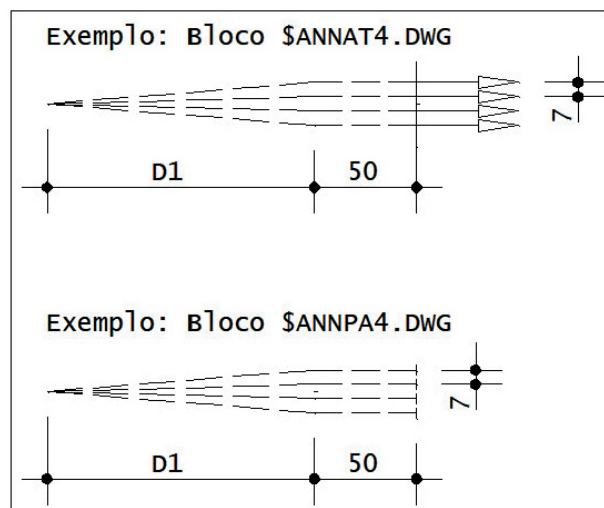 Exemplo: Bloco $ANNAT4.DWG
7
D1 50
Exemplo: Bloco $ANNPA4.DWG
7
D1 50